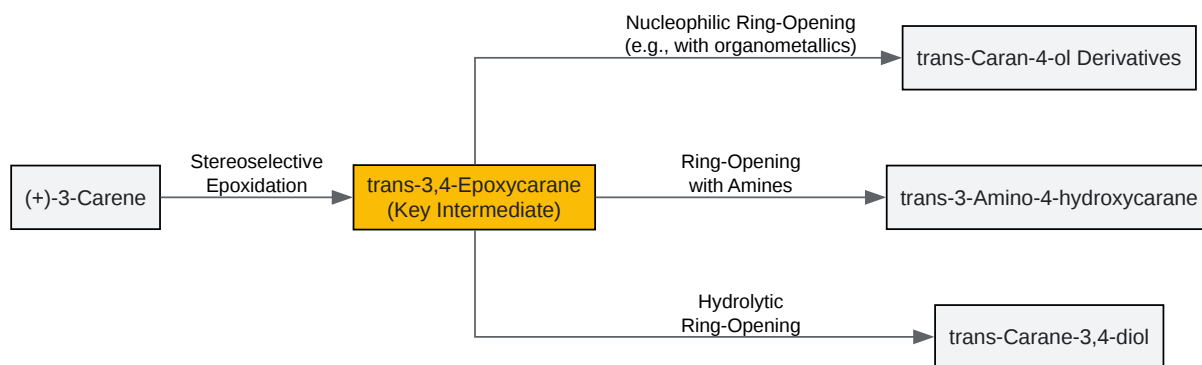 Nucleophilic Ring-Opening
(e.g., with organometallics)
trans-Caran-4-ol Derivatives
(+)-3-Carene
Stereoselective
Epoxidation
trans-3,4-Epoxycarane
(Key Intermediate)
Ring-Opening
with Amines
trans-3-Amino-4-hydroxycarane
Hydrolytic
Ring-Opening
trans-Carane-3,4-diol